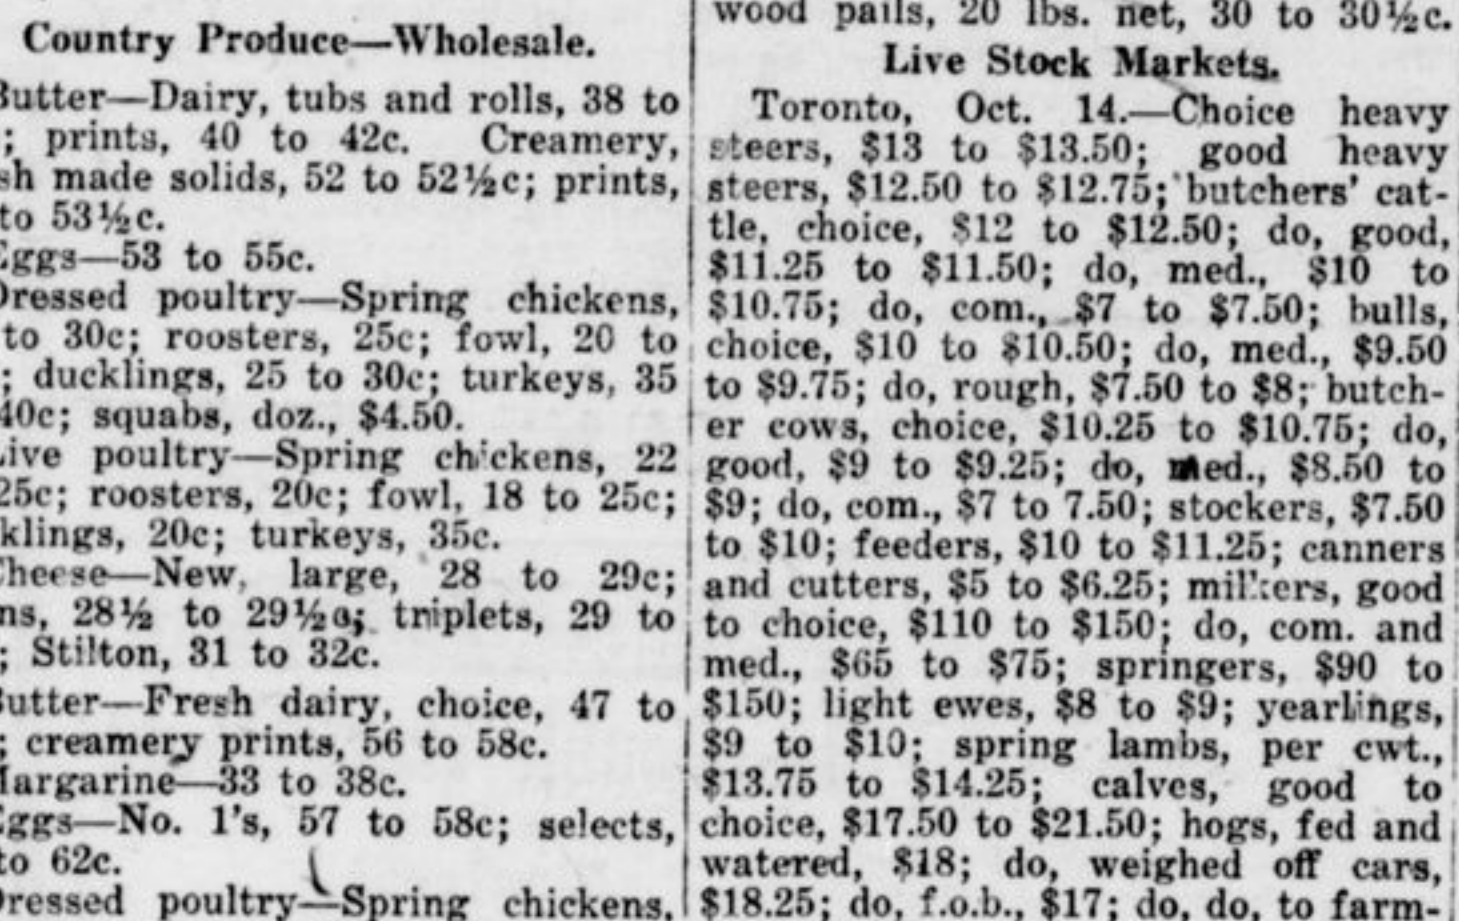 Country Produce—Wholesale.
Butter—Dairy, tubs and rolls, 38 to
; prints, 40 to 42c. Creamery,
sh made solids, 52 to 52½c; prints,
to 53½c.
Eggs—53 to 55c.
Dressed poultry—Spring chickens,
to 30c; roosters, 25c; fowl, 20 to
; ducklings, 25 to 30c; turkeys, 35
40c; squabs, doz., $4.50.
Live poultry—Spring chickens, 22
25c; roosters, 20c; fowl, 18 to 25c;
klings, 20c; turkeys, 35c.
Cheese—New, large, 28 to 29c;
ns, 28½ to 29½c; triplets, 29 to
; Stilton, 31 to 32c.
Butter—Fresh dairy, choice, 47 to
; creamery prints, 56 to 58c.
Margarine—33 to 38c.
Eggs—No. 1's, 57 to 58c; selects,
to 62c.
Dressed poultry—Spring chickens,
wood pails, 20 lbs. net, 30 to 30½c.
Live Stock Markets.
Toronto, Oct. 14.—Choice heavy
steers, $13 to $13.50; good heavy
steers, $12.50 to $12.75; butchers' cat-
tle, choice, $12 to $12.50; do, good,
$11.25 to $11.50; do, med., $10 to
$10.75; do, com., $7 to $7.50; bulls,
choice, $10 to $10.50; do, med., $9.50
to $9.75; do, rough, $7.50 to $8; butch-
er cows, choice, $10.25 to $10.75; do,
good, $9 to $9.25; do, med., $8.50 to
$9; do, com., $7 to 7.50; stockers, $7.50
to $10; feeders, $10 to $11.25; canners
and cutters, $5 to $6.25; milkers, good
to choice, $110 to $150; do, com. and
med., $65 to $75; springers, $90 to
$150; light ewes, $8 to $9; yearlings,
$9 to $10; spring lambs, per cwt.,
$13.75 to $14.25; calves, good to
choice, $17.50 to $21.50; hogs, fed and
watered, $18; do, weighed off cars,
$18.25; do, f.o.b., $17; do, do, to farm-